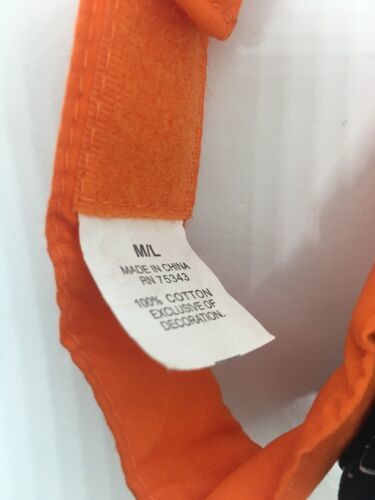 M/L
MADE IN CHINA
RN 75343
100% COTTON
EXCLUSIVE OF
DECORATION.